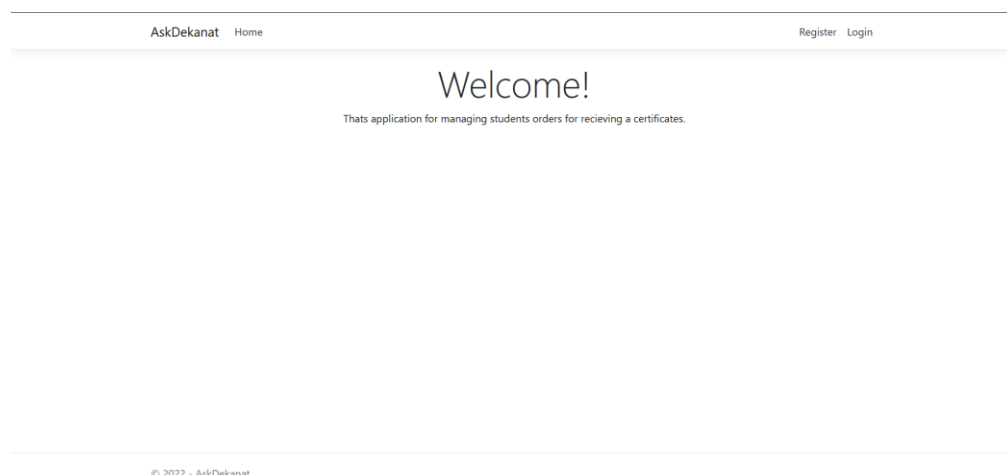 AskDekanat Home Register Login
Welcome!
Thats application for managing students orders for recieving a certificates.
© 2022 - AskDekanat